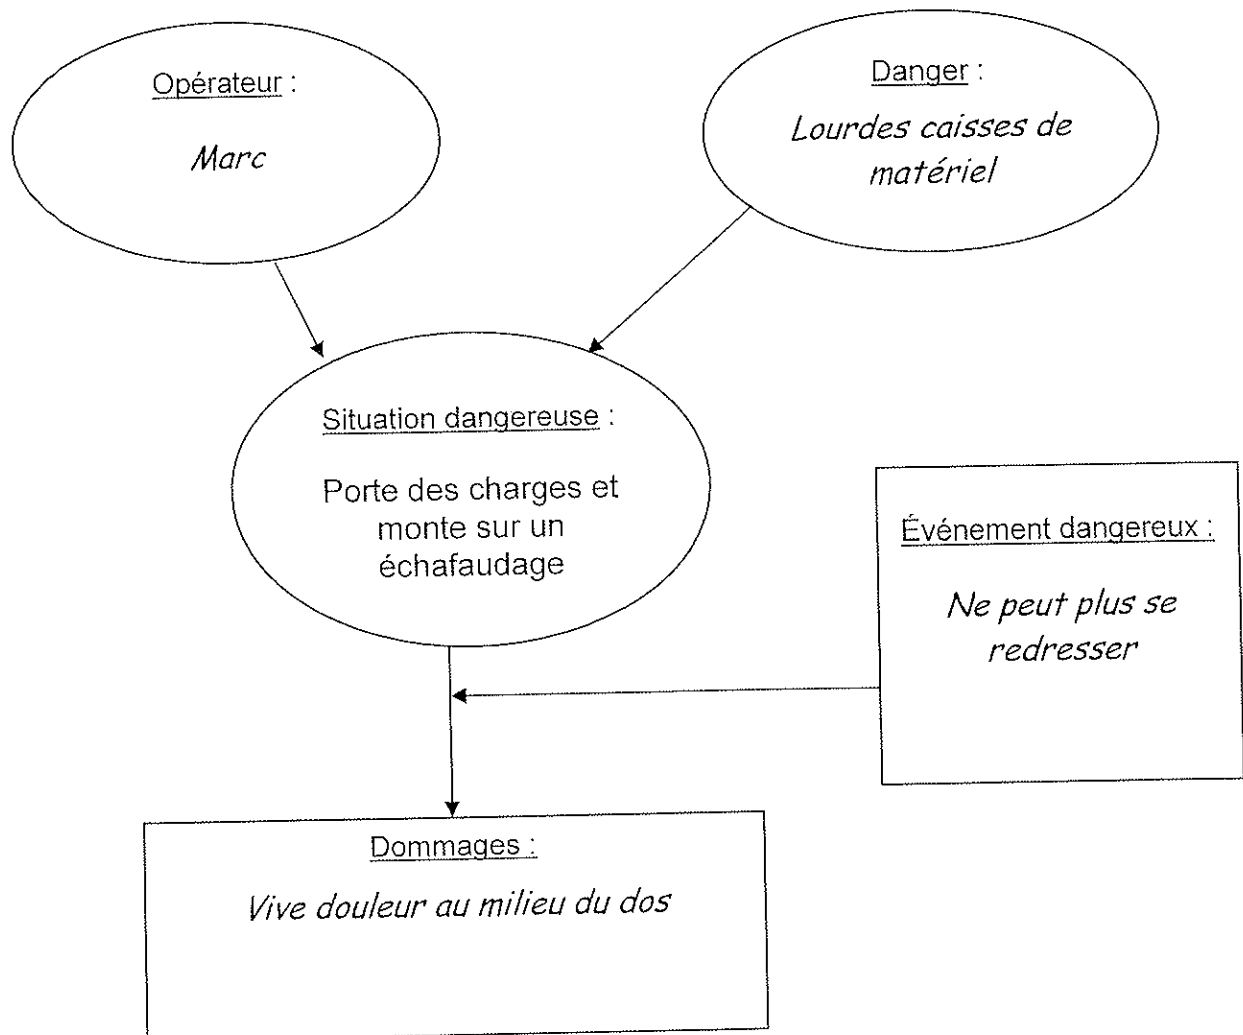 Opérateur :
Marc
Danger :
Lourdes caisses de
matériel
Situation dangereuse :
Porte des charges et
monte sur un
échafaudage
Événement dangereux :
Ne peut plus se
redresser
Dommages :
Vive douleur au milieu du dos